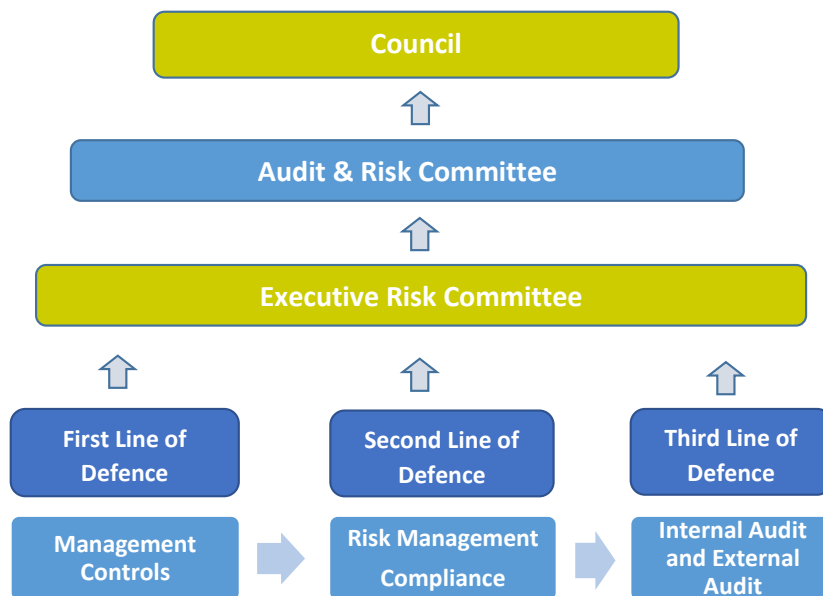 Council
Audit & Risk Committee
Executive Risk Committee
First Line of
Defence
Second Line of
Defence
Third Line of
Defence
Management
Controls
Risk Management
Compliance
Internal Audit
and External
Audit